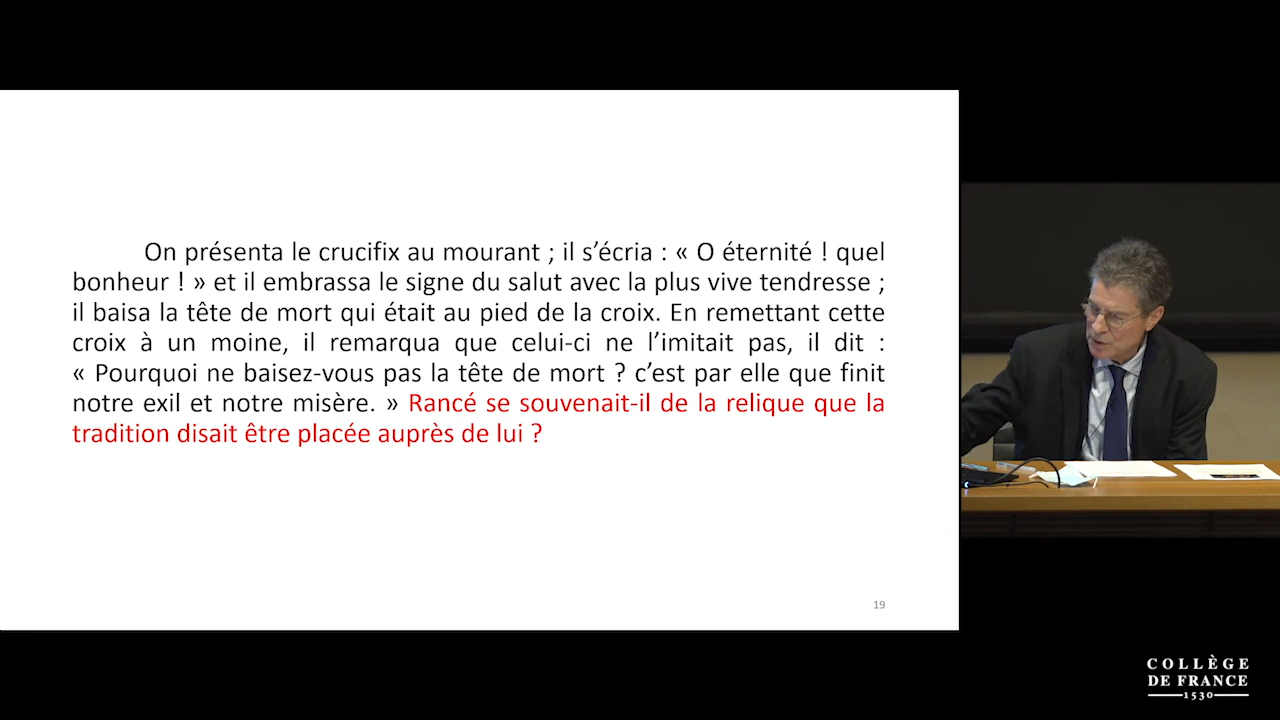 On présenta le crucifix au mourant ; il s’écria : « O éternité ! quel
bonheur ! » et il embrassa le signe du salut avec la plus vive tendresse ;
il baisa la tête de mort qui était au pied de la croix. En remettant cette
croix à un moine, il remarqua que celui-ci ne l’imitait pas, il dit :
« Pourquoi ne baisez-vous pas la tête de mort ? c’est par elle que finit
notre exil et notre misère. » Rancé se souvenait-il de la relique que la
tradition disait être placée auprès de lui ?
19
COLLÈGE
DE FRANCE
1530